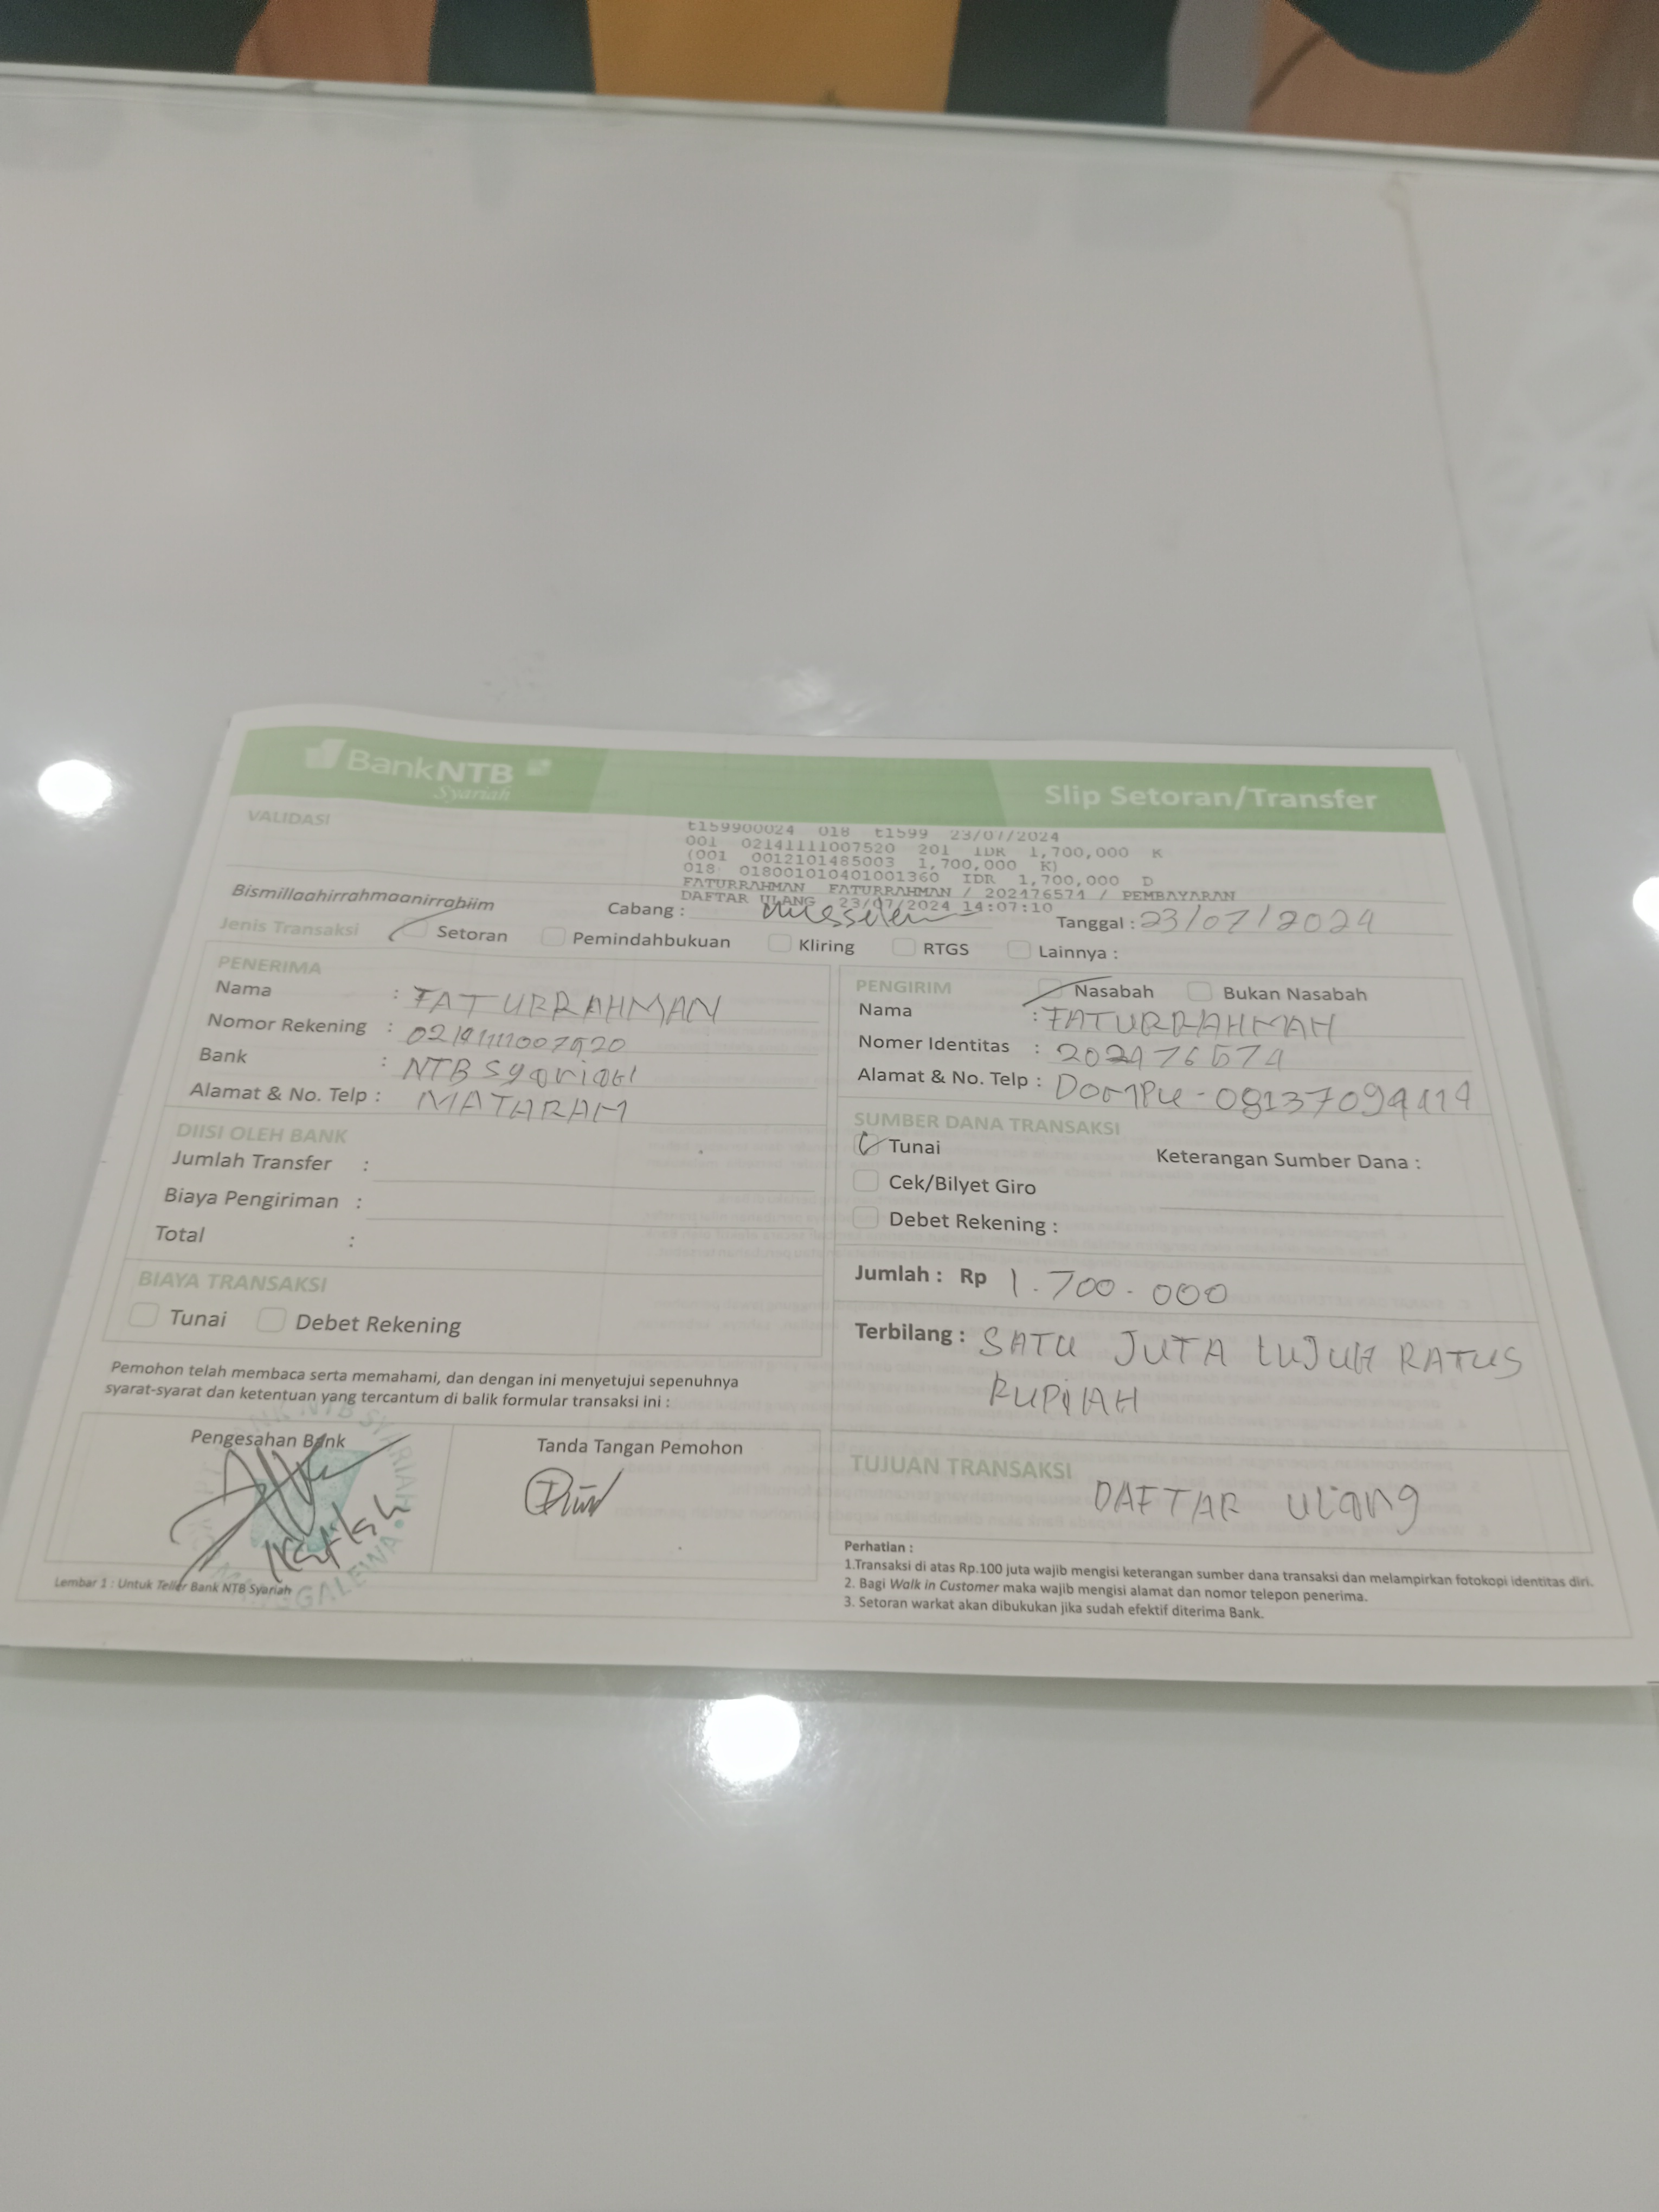 BankNTB
Syariah
Slip Setoran/Transfer
VALIDASI
t159900024 018 t1599 23/07/2024
001 02141111007520 201 IDR 1,700,000 K
(001 0012101485003 1,700,000 K)
018 018001010401001360 IDR 1,700,000 D
FATURRAHMAN FATURRAHMAN / 202476574 / PEMBAYARAN
DAFTAR ULANG 23/07/2024 14:07:10
Bismillaahirrahmaanirrahiim
Cabang :
Tanggal : 23/07/2024
Jenis Transaksi Setoran Pemindahbukuan Kliring RTGS Lainnya :
PENERIMA
Nama : FATURRAHMAN
Nomor Rekening : 02141111007520
Bank : NTB Syariah
Alamat & No. Telp : MATARAM
DIISI OLEH BANK
Jumlah Transfer :
Biaya Pengiriman :
Total :
BIAYA TRANSAKSI
Tunai Debet Rekening
PENGIRIM Nasabah Bukan Nasabah
Nama : FATURRAHMAN
Nomer Identitas : 202476574
Alamat & No. Telp : Dompu - 08137094414
SUMBER DANA TRANSAKSI
Tunai Keterangan Sumber Dana :
Cek/Bilyet Giro
Debet Rekening :
Jumlah : Rp 1.700.000
Terbilang : SATU JUTA tuJuH RATUS
RUPiAH
Pemohon telah membaca serta memahami, dan dengan ini menyetujui sepenuhnya
syarat-syarat dan ketentuan yang tercantum di balik formular transaksi ini :
Pengesahan Bank
Tanda Tangan Pemohon
BANK NTB SYARIAH
MANGGALEWA
Lembar 1 : Untuk Teller Bank NTB Syariah
TUJUAN TRANSAKSI
DAFTAR ulang
Perhatian :
1.Transaksi di atas Rp.100 juta wajib mengisi keterangan sumber dana transaksi dan melampirkan fotokopi identitas diri.
2. Bagi Walk in Customer maka wajib mengisi alamat dan nomor telepon penerima.
3. Setoran warkat akan dibukukan jika sudah efektif diterima Bank.